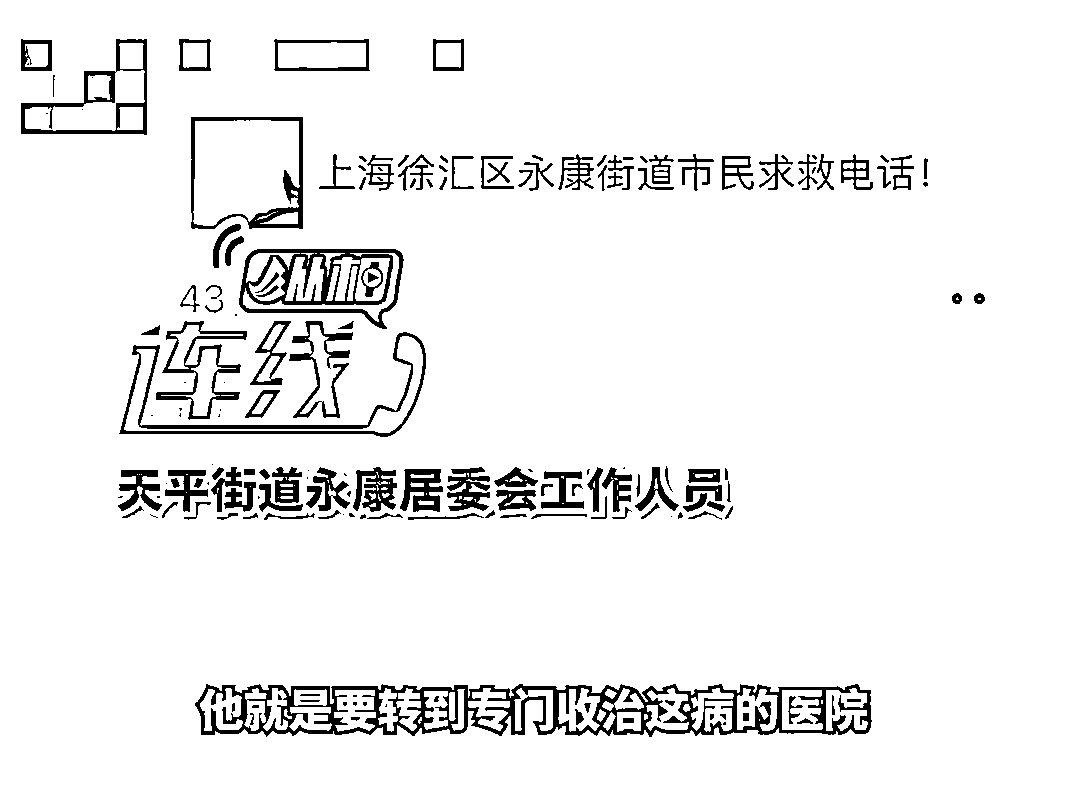 上海徐汇区永康街道市民求救电话!
43
纵相
连线
天平街道永康居委会工作人员
他就是要转到专门收治这病的医院